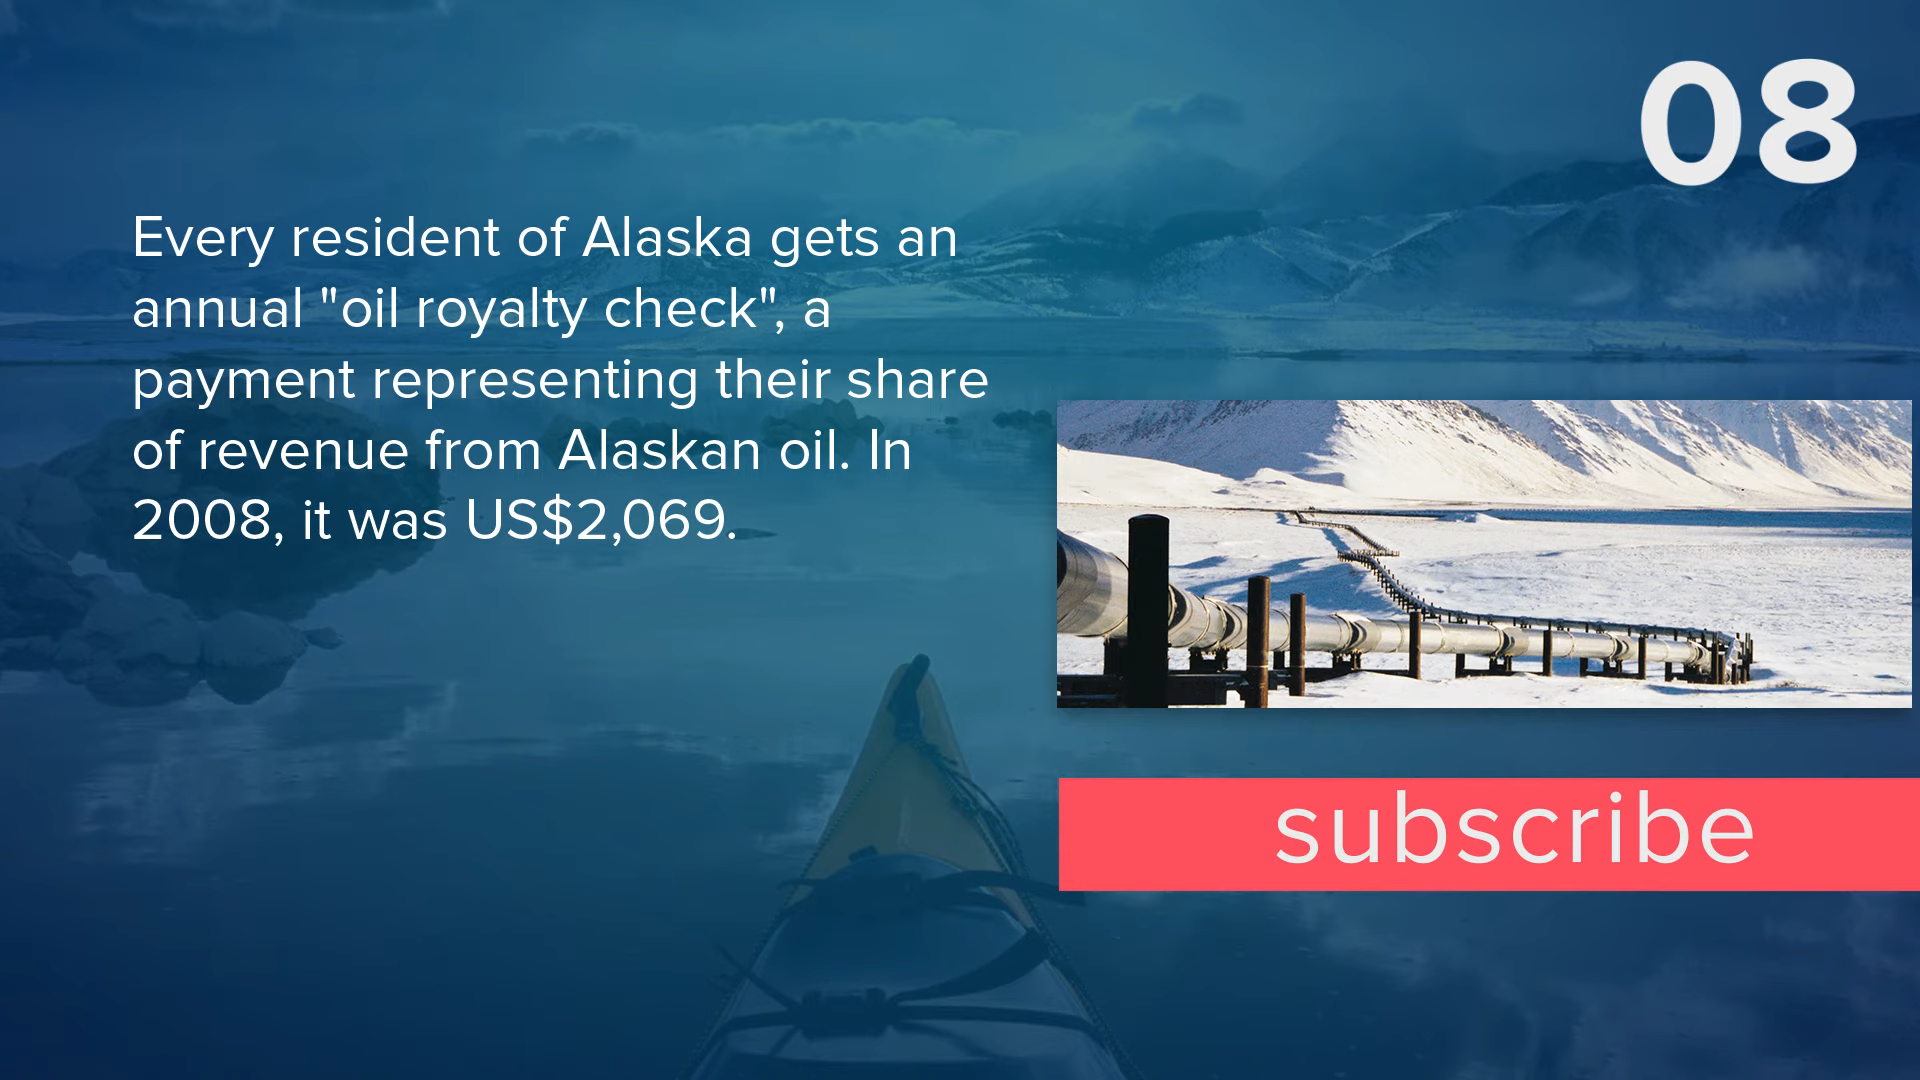 08
Every resident of Alaska gets an
annual "oil royalty check", a
payment representing their share
of revenue from Alaskan oil. In
2008, it was US$2,069.
subscribe